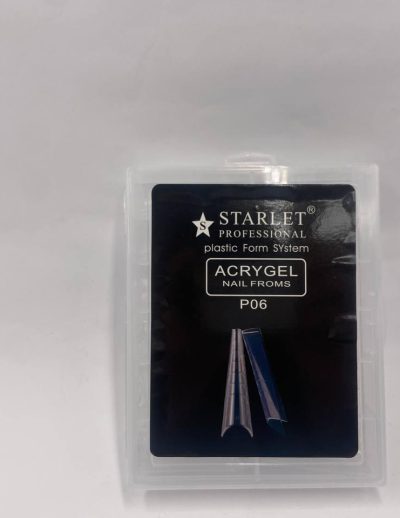 S
STARLET®
PROFESSIONAL
plastic Form SYstem
ACRYGEL
NAIL FROMS
P06